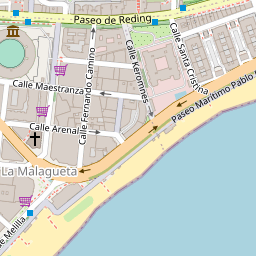 Paseo de Reding
Calle Fernando Camino
Calle Keromnes
Calle Santa Cristina
Calle Maestranza
Paseo Marítimo Pablo
Calle Arenal
La Malagueta
de Melilla